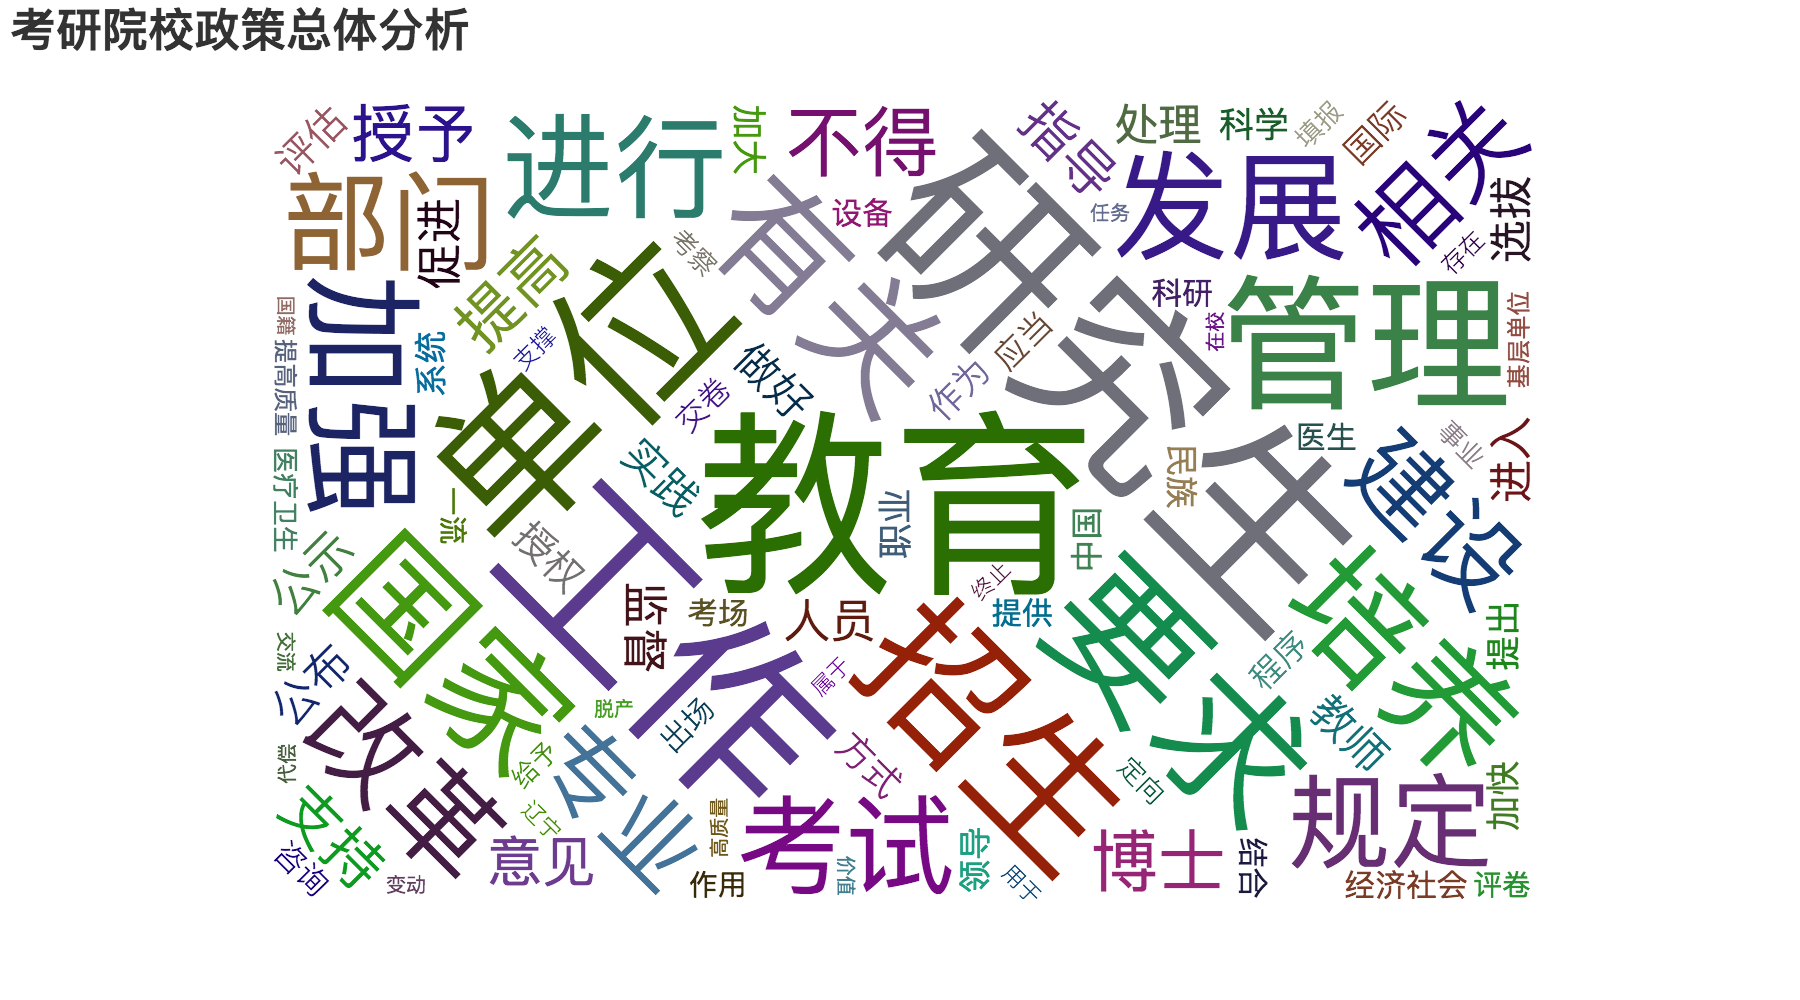 考研院校政策总体分析
评估
授予
进行
加大
不得
指导
处理
科学
填报
国际
相关
部门
促进
有关
设备
研究生
任务
发展
选拔
存在
提高
考察
单位
科研
管理
在校
基层单位
国籍
加强
系统
支撑
应当
提高质量
做好
交卷
作为
教育
医生
建设
事业
进入
实践
民族
医疗卫生
一流
授权
亚超
中国
公示
国家
工作
监督
考场
人员
终止
提供
招生
要求
培养
提出
交流
公布
改革
程序
属于
脱产
出场
教师
代偿
给予
专业
方式
定向
加快
支持
辽宁
高质量
考试
规定
咨询
变动
意见
作用
价值
领导
用于
博士
结合
经济社会
评卷